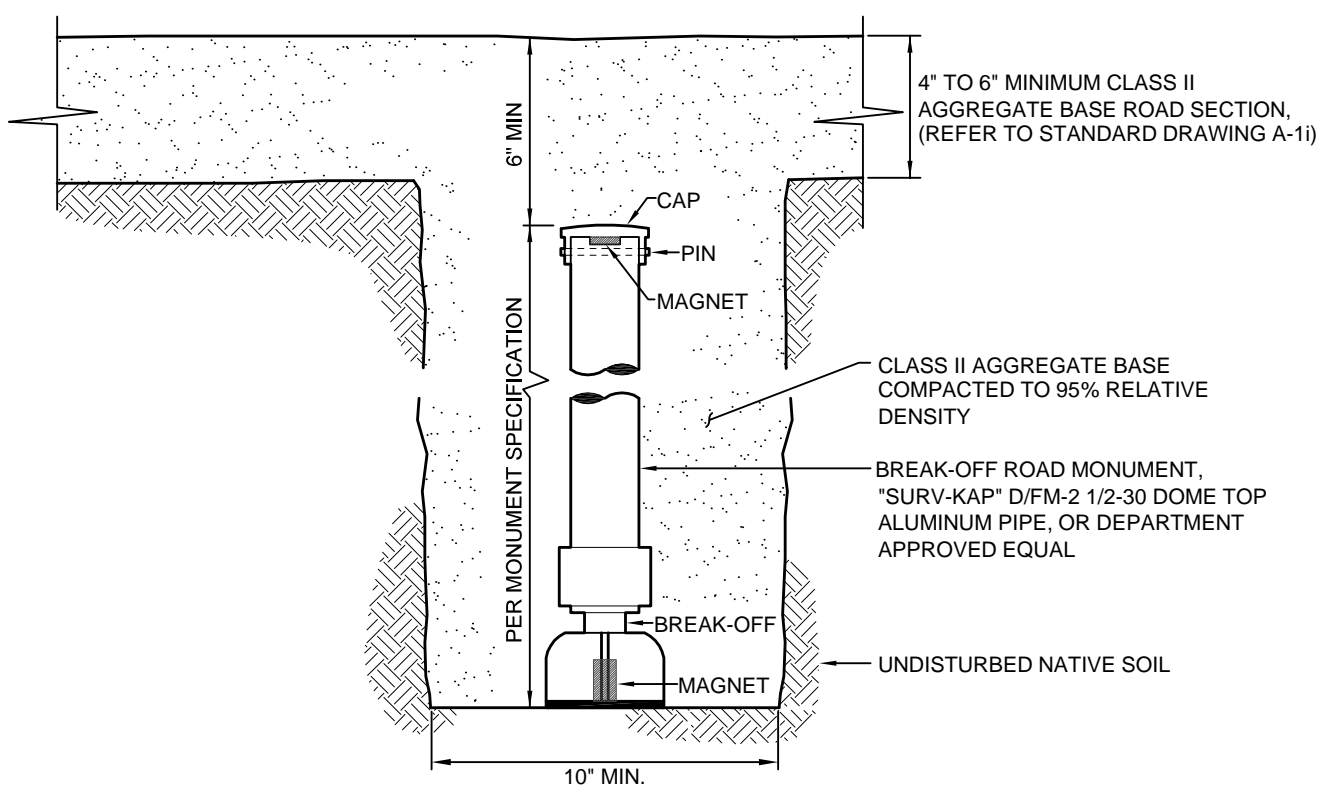 4" TO 6" MINIMUM CLASS II
AGGREGATE BASE ROAD SECTION,
(REFER TO STANDARD DRAWING A-1i)
6" MIN
CAP
PIN
MAGNET
PER MONUMENT SPECIFICATION
CLASS II AGGREGATE BASE
COMPACTED TO 95% RELATIVE
DENSITY
BREAK-OFF ROAD MONUMENT,
"SURV-KAP" D/FM-2 1/2-30 DOME TOP
ALUMINUM PIPE, OR DEPARTMENT
APPROVED EQUAL
BREAK-OFF
UNDISTURBED NATIVE SOIL
MAGNET
10" MIN.